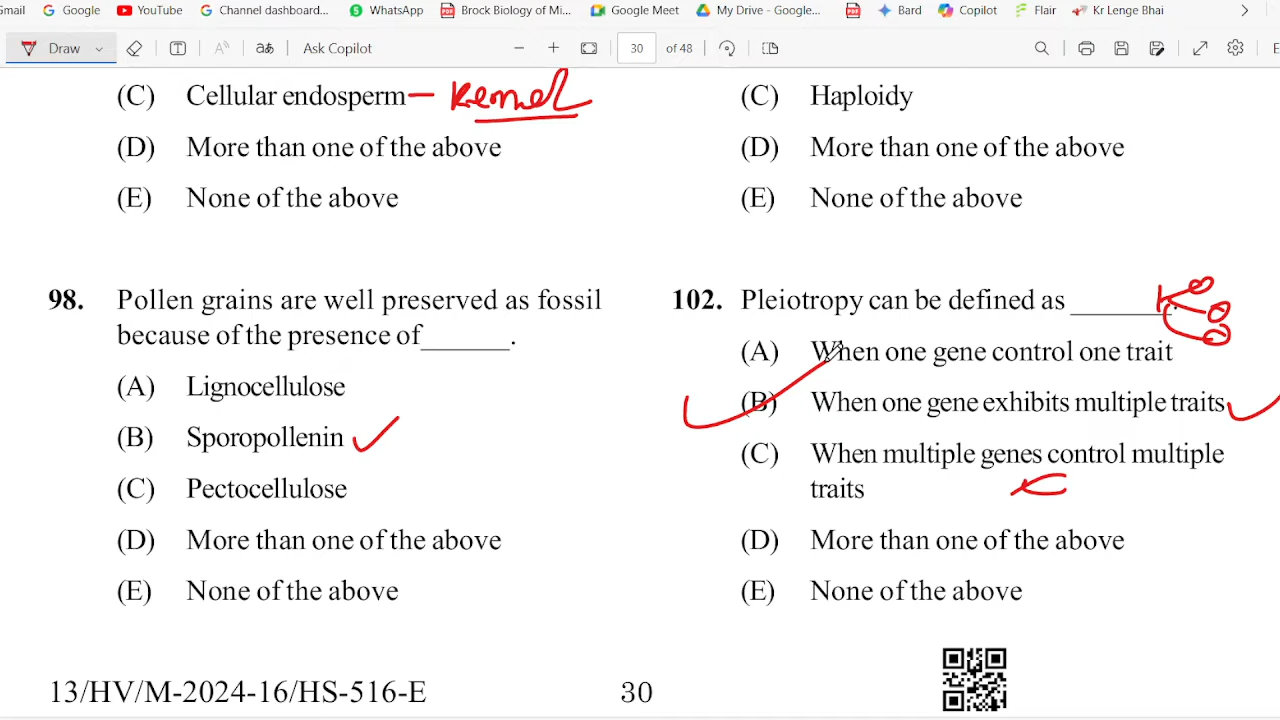 Gmail Google YouTube Channel dashboard... WhatsApp Brock Biology of Mi... Google Meet My Drive - Google... Bard Copilot Flair Kr Lenge Bhai
Draw Ask Copilot 30 of 48
(C) Cellular endosperm - Kernel
(D) More than one of the above
(E) None of the above
98. Pollen grains are well preserved as fossil
because of the presence of______.
(A) Lignocellulose
(B) Sporopollenin
(C) Pectocellulose
(D) More than one of the above
(E) None of the above
(C) Haploidy
(D) More than one of the above
(E) None of the above
102. Pleiotropy can be defined as _______.
(A) When one gene control one trait
(B) When one gene exhibits multiple traits
(C) When multiple genes control multiple
traits
(D) More than one of the above
(E) None of the above
13/HV/M-2024-16/HS-516-E 30